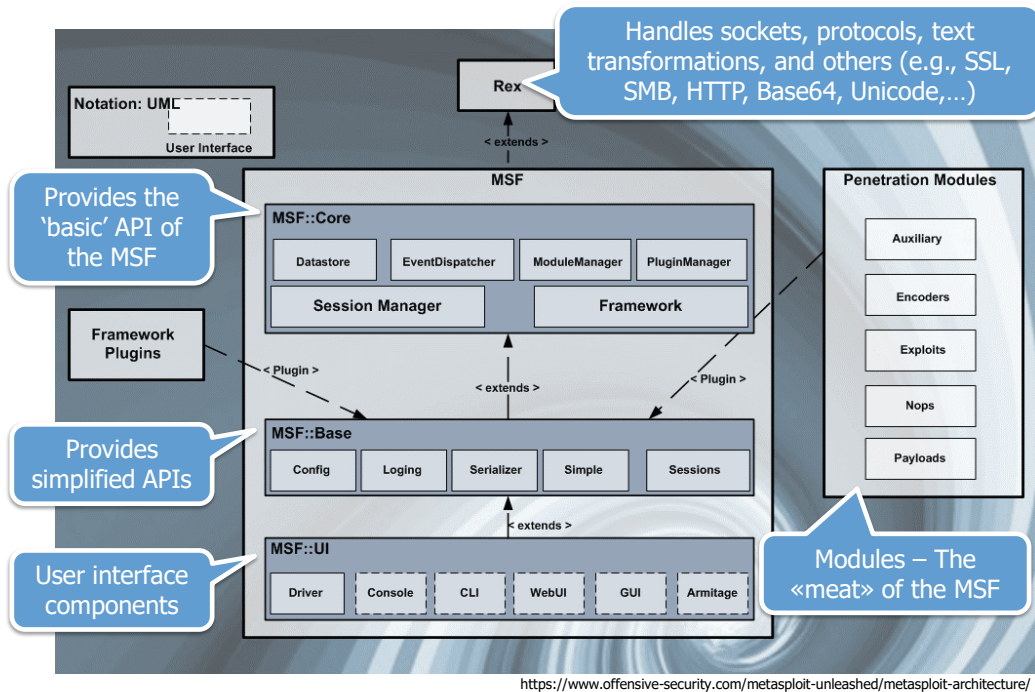 Handles sockets, protocols, text
transformations, and others (e.g., SSL,
SMB, HTTP, Base64, Unicode,…)
Rex
Notation: UML
User Interface
< extends >
MSF
Penetration Modules
Provides the
‘basic’ API of
the MSF
MSF::Core
Datastore
EventDispatcher
ModuleManager
PluginManager
Session Manager
Framework
Auxiliary
Encoders
Exploits
Nops
Payloads
Framework
Plugins
< Plugin >
< extends >
< Plugin >
Provides
simplified APIs
MSF::Base
Config
Loging
Serializer
Simple
Sessions
< extends >
User interface
components
MSF::UI
Driver
Console
CLI
WebUI
GUI
Armitage
Modules – The
«meat» of the MSF
https://www.offensive-security.com/metasploit-unleashed/metasploit-architecture/